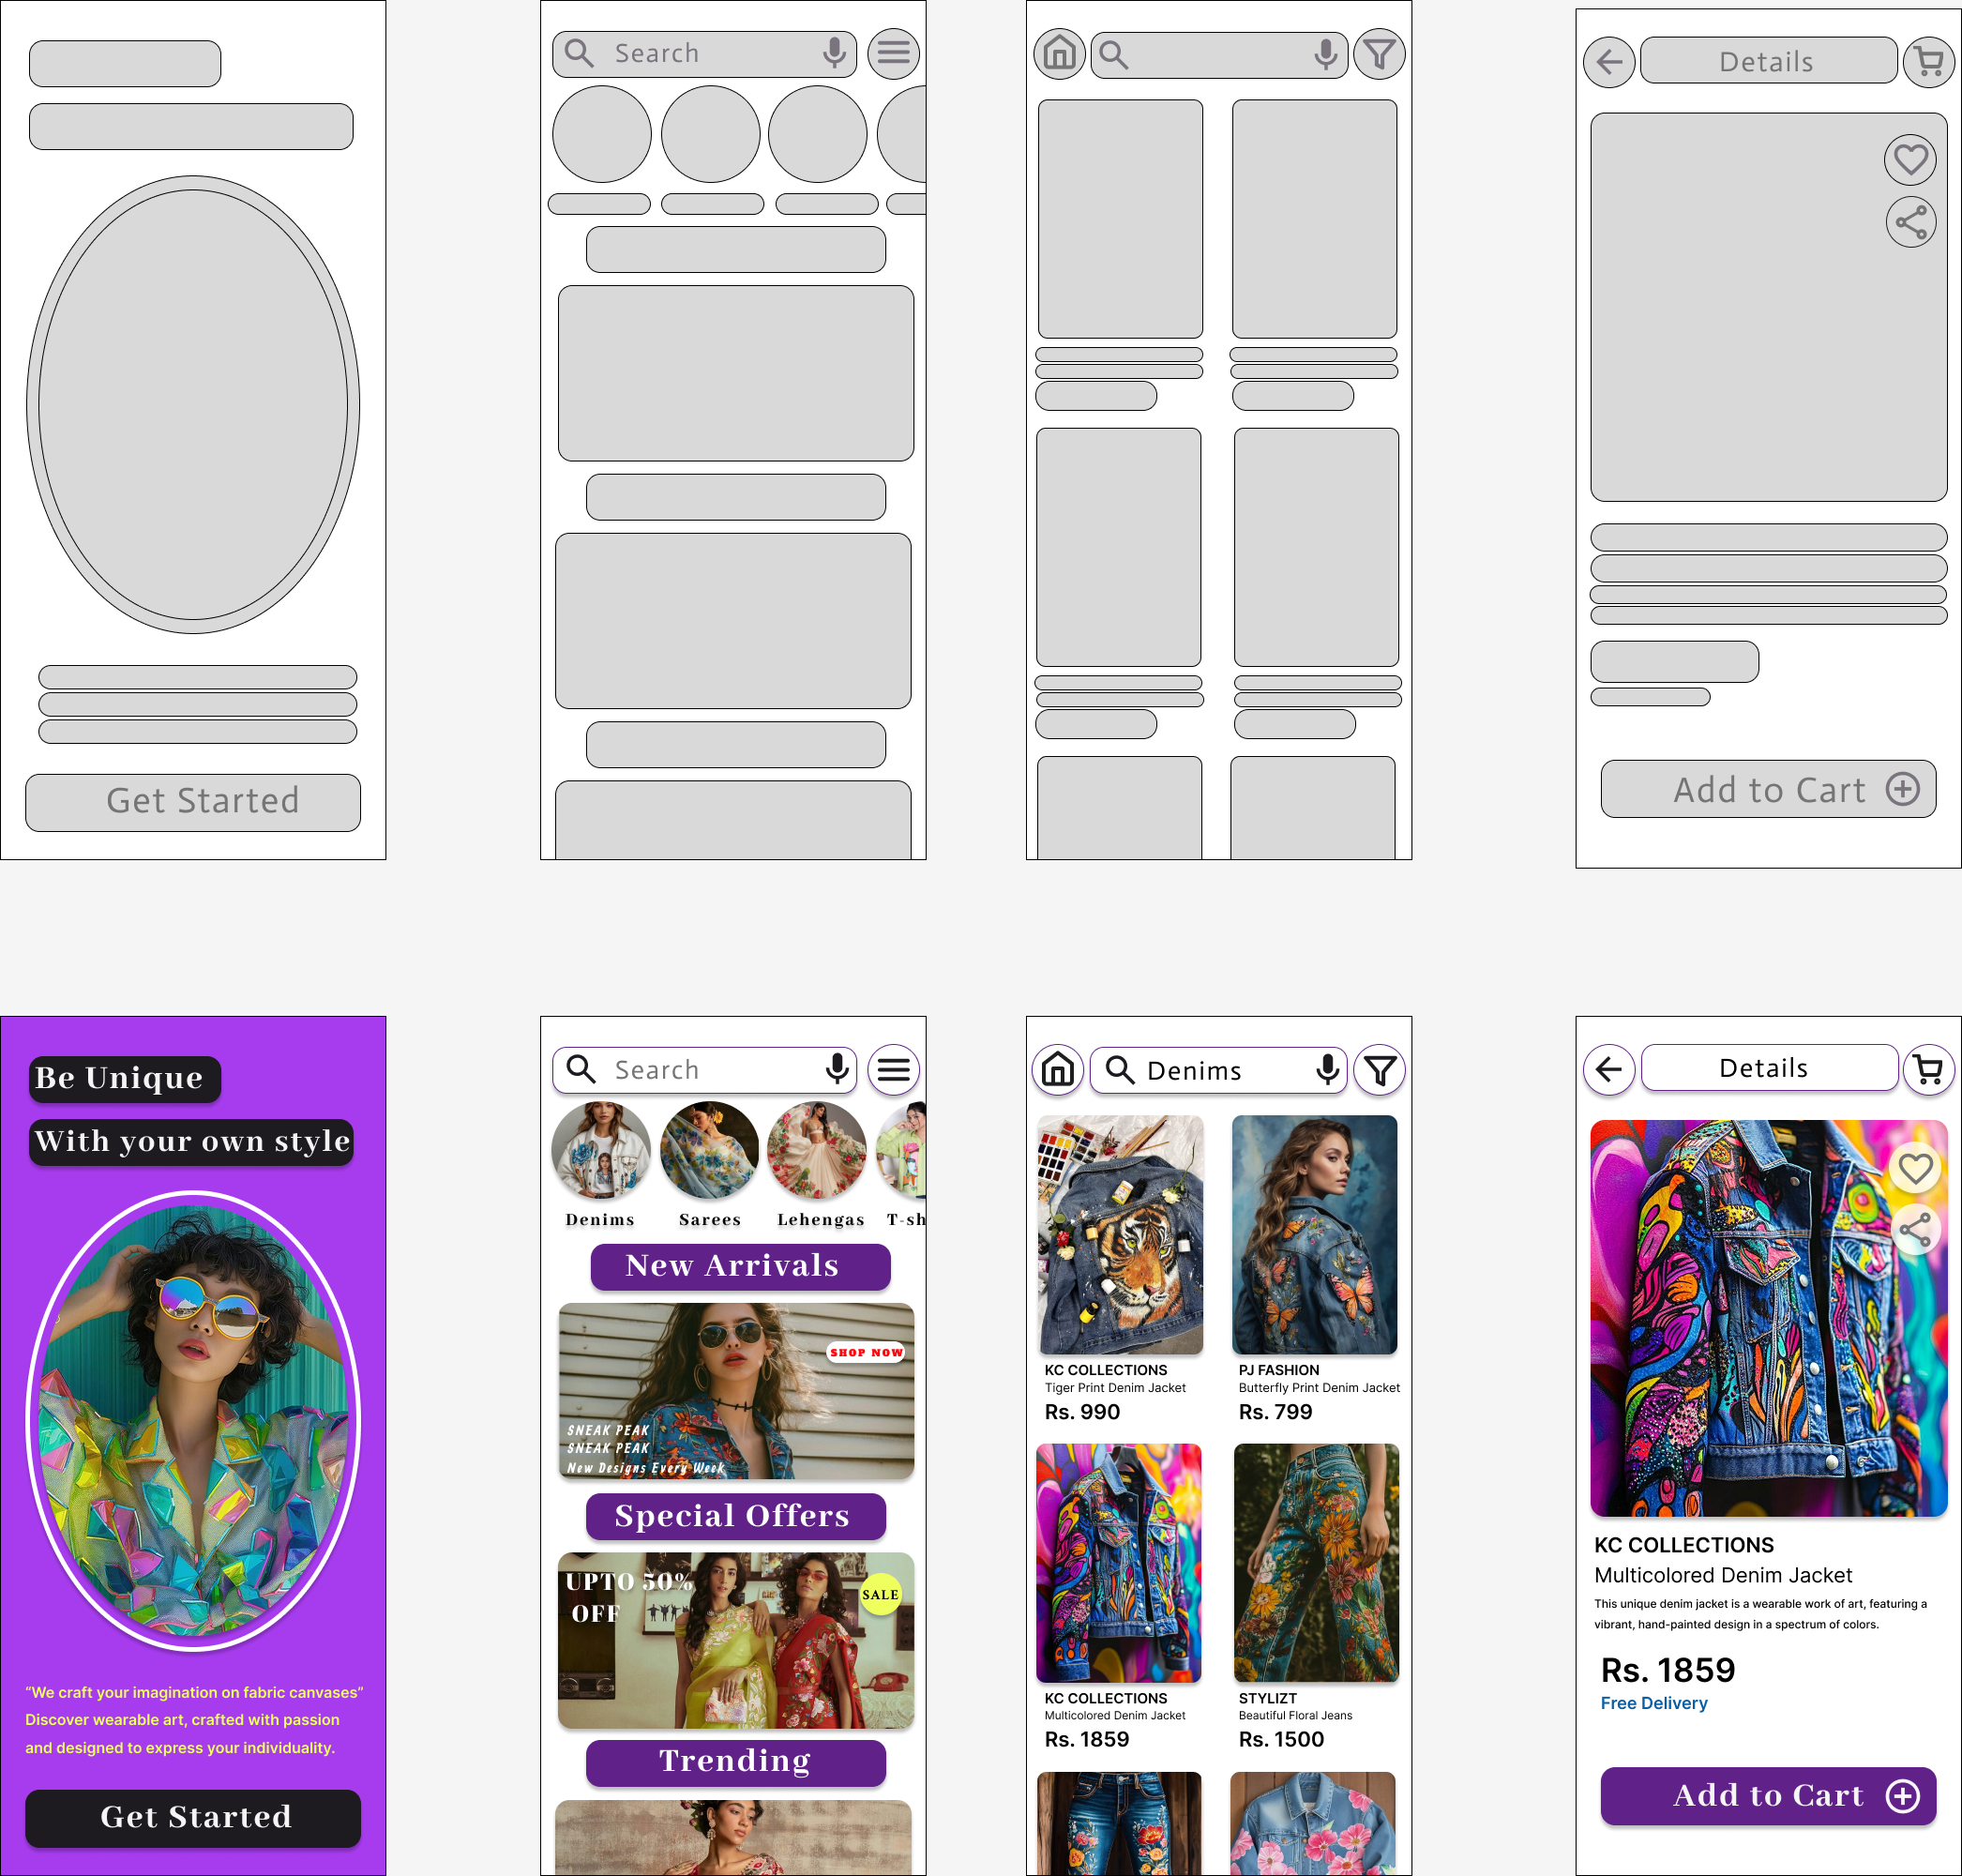 Get Started
Search
Details
Add to Cart
Be Unique
With your own style
“We craft your imagination on fabric canvases”
Discover wearable art, crafted with passion
and designed to express your individuality.
Get Started
Search
Denims
Sarees
Lehengas
T-sh
New Arrivals
SHOP NOW
SNEAK PEAK
SNEAK PEAK
New Designs Every Week
Special Offers
UPTO 50%
OFF
SALE
Trending
Denims
KC COLLECTIONS
Tiger Print Denim Jacket
Rs. 990
PJ FASHION
Butterfly Print Denim Jacket
Rs. 799
KC COLLECTIONS
Multicolored Denim Jacket
Rs. 1859
STYLIZT
Beautiful Floral Jeans
Rs. 1500
Details
KC COLLECTIONS
Multicolored Denim Jacket
This unique denim jacket is a wearable work of art, featuring a
vibrant, hand-painted design in a spectrum of colors.
Rs. 1859
Free Delivery
Add to Cart